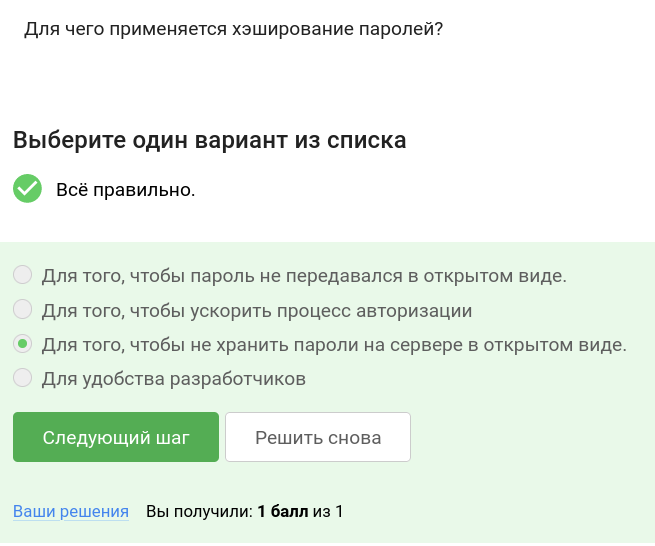 Для чего применяется хэширование паролей?
Выберите один вариант из списка
Всё правильно.
Для того, чтобы пароль не передавался в открытом виде.
Для того, чтобы ускорить процесс авторизации
Для того, чтобы не хранить пароли на сервере в открытом виде.
Для удобства разработчиков
Следующий шаг Решить снова
Ваши решения Вы получили: 1 балл из 1